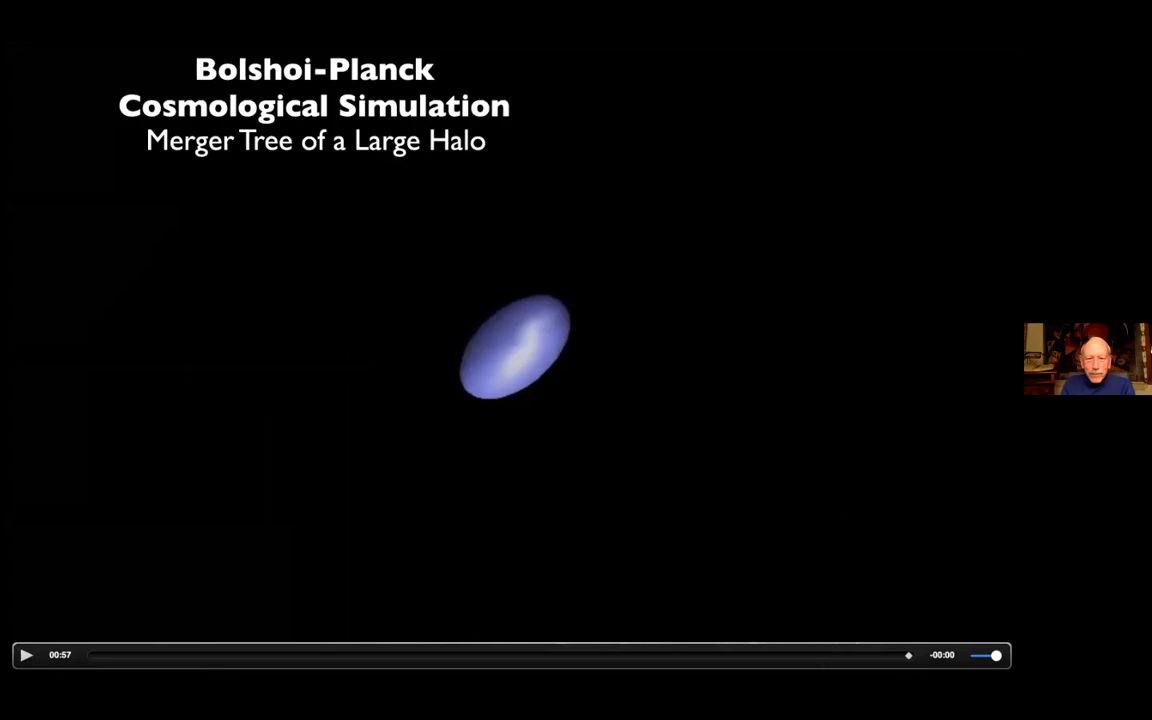 Bolshoi-Planck
Cosmological Simulation
Merger Tree of a Large Halo
00:57
-00:00